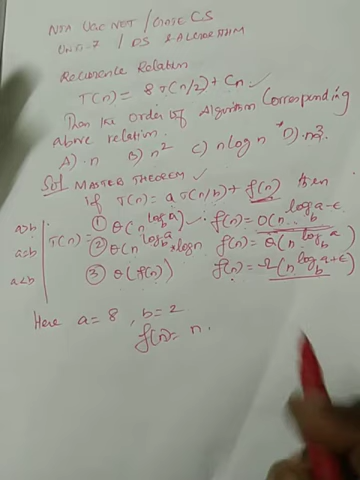 NTA UGC NET / GATE CS
UNIT-7 / DS & ALGORITHM
Recurence Relation
T(n) = 8T(n/2) + Cn ✓
Then the order of Algorithm Corresponding
above relation.
A) n B) n² C) n log n D) n³
Sol MASTER THEOREM ✓
if T(n) = a T(n/b) + f(n) then
a>b ① θ(n^log_b a) ✓ f(n) = O(n^log_b a-ε)
a=b T(n) = ② θ(n^log_b a * log n) f(n) = θ(n^log_b a)
a<b ③ θ(f(n)) f(n) = Ω(n^log_b a+ε)
Here a = 8 , b = 2
f(n) = n .